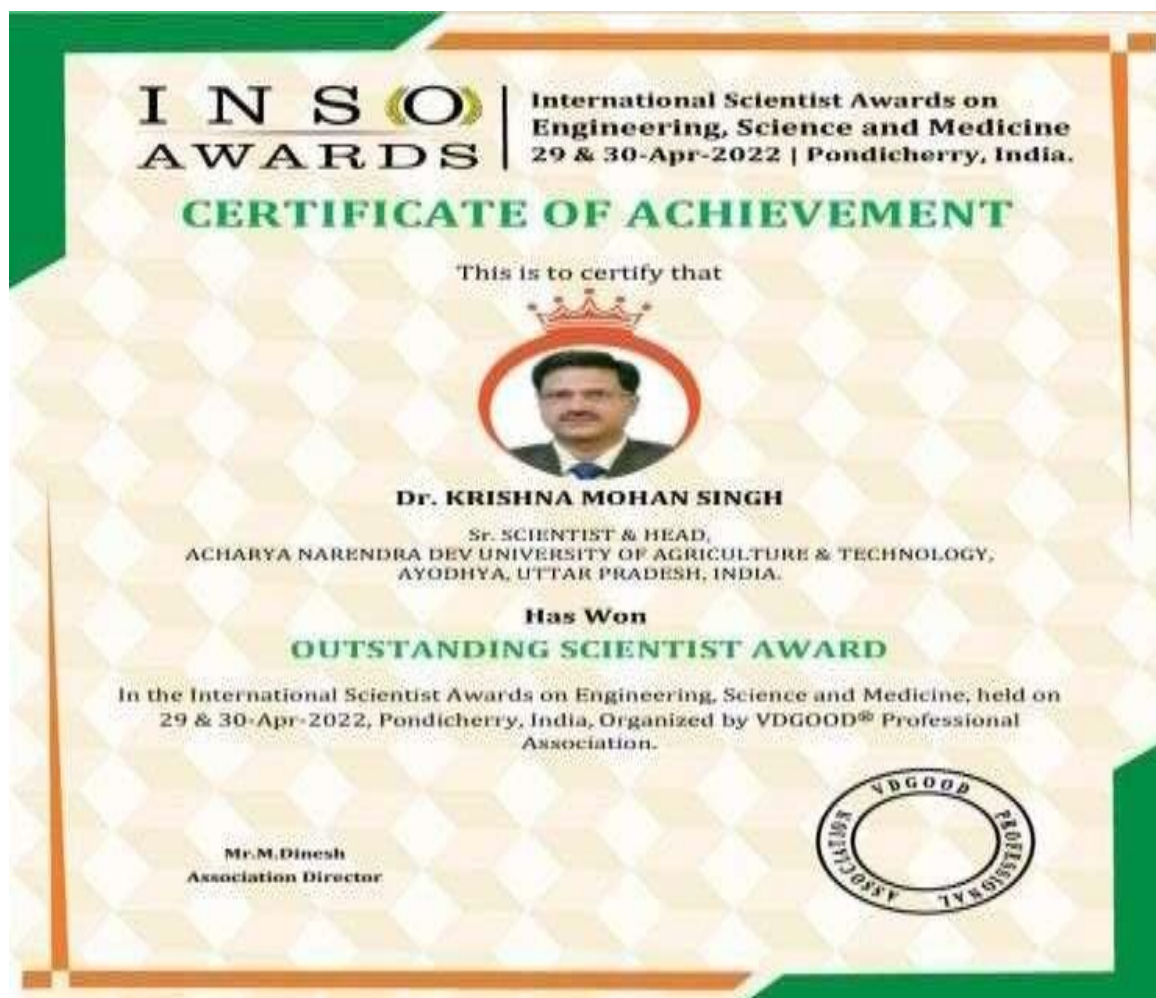 INSO
AWARDS
International Scientist Awards on
Engineering, Science and Medicine
29 & 30-Apr-2022 | Pondicherry, India.
CERTIFICATE OF ACHIEVEMENT
This is to certify that
Dr. KRISHNA MOHAN SINGH
Sr. SCIENTIST & HEAD,
ACHARYA NARENDRA DEV UNIVERSITY OF AGRICULTURE & TECHNOLOGY,
AYODHYA, UTTAR PRADESH, INDIA.
Has Won
OUTSTANDING SCIENTIST AWARD
In the International Scientist Awards on Engineering, Science and Medicine, held on
29 & 30-Apr-2022, Pondicherry, India, Organized by VDGOOD® Professional
Association.
Mr.M.Dinesh
Association Director
VDGOOD PROFESSIONAL ASSOCIATION